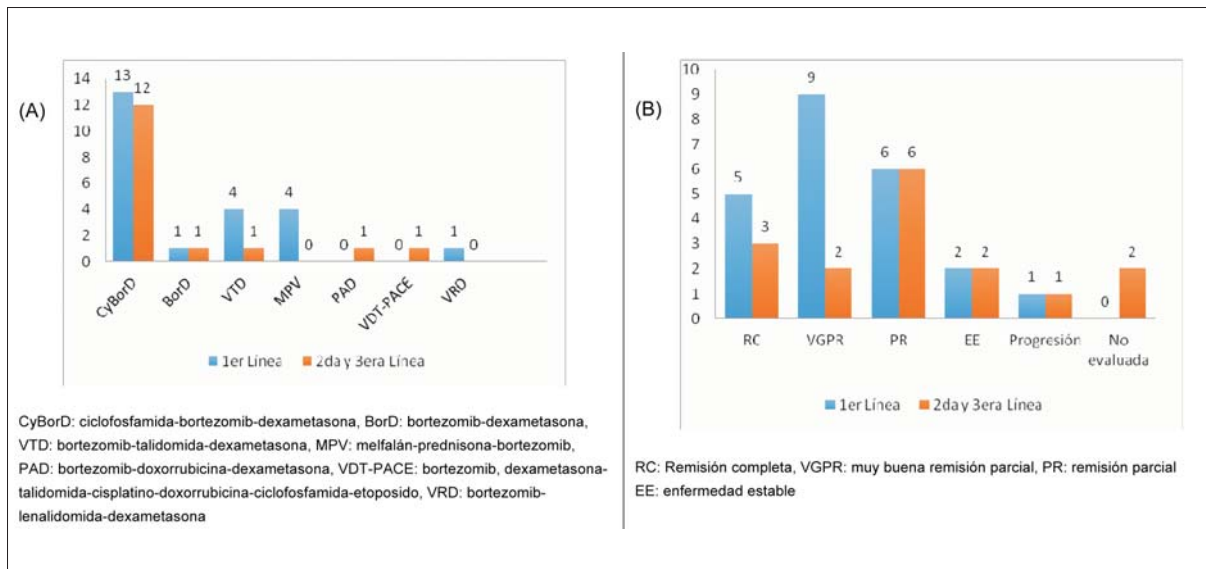 (A)
14
12
10
8
6
4
2
0
13
12
1
1
4
1
4
0
0
1
0
1
1
0
CyBorD
BorD
VTD
MPV
PAD
VDT-PACE
VRD
1er Línea
2da y 3era Línea
CyBorD: ciclofosfamida-bortezomib-dexametasona, BorD: bortezomib-dexametasona,
VTD: bortezomib-talidomida-dexametasona, MPV: melfalán-prednisona-bortezomib,
PAD: bortezomib-doxorrubicina-dexametasona, VDT-PACE: bortezomib, dexametasona-
talidomida-cisplatino-doxorrubicina-ciclofosfamida-etoposido, VRD: bortezomib-
lenalidomida-dexametasona
(B)
10
9
8
7
6
5
4
3
2
1
0
5
3
9
2
6
6
2
2
1
1
0
2
RC
VGPR
PR
EE
Progresión
No
evaluada
1er Línea
2da y 3era Línea
RC: Remisión completa, VGPR: muy buena remisión parcial, PR: remisión parcial
EE: enfermedad estable